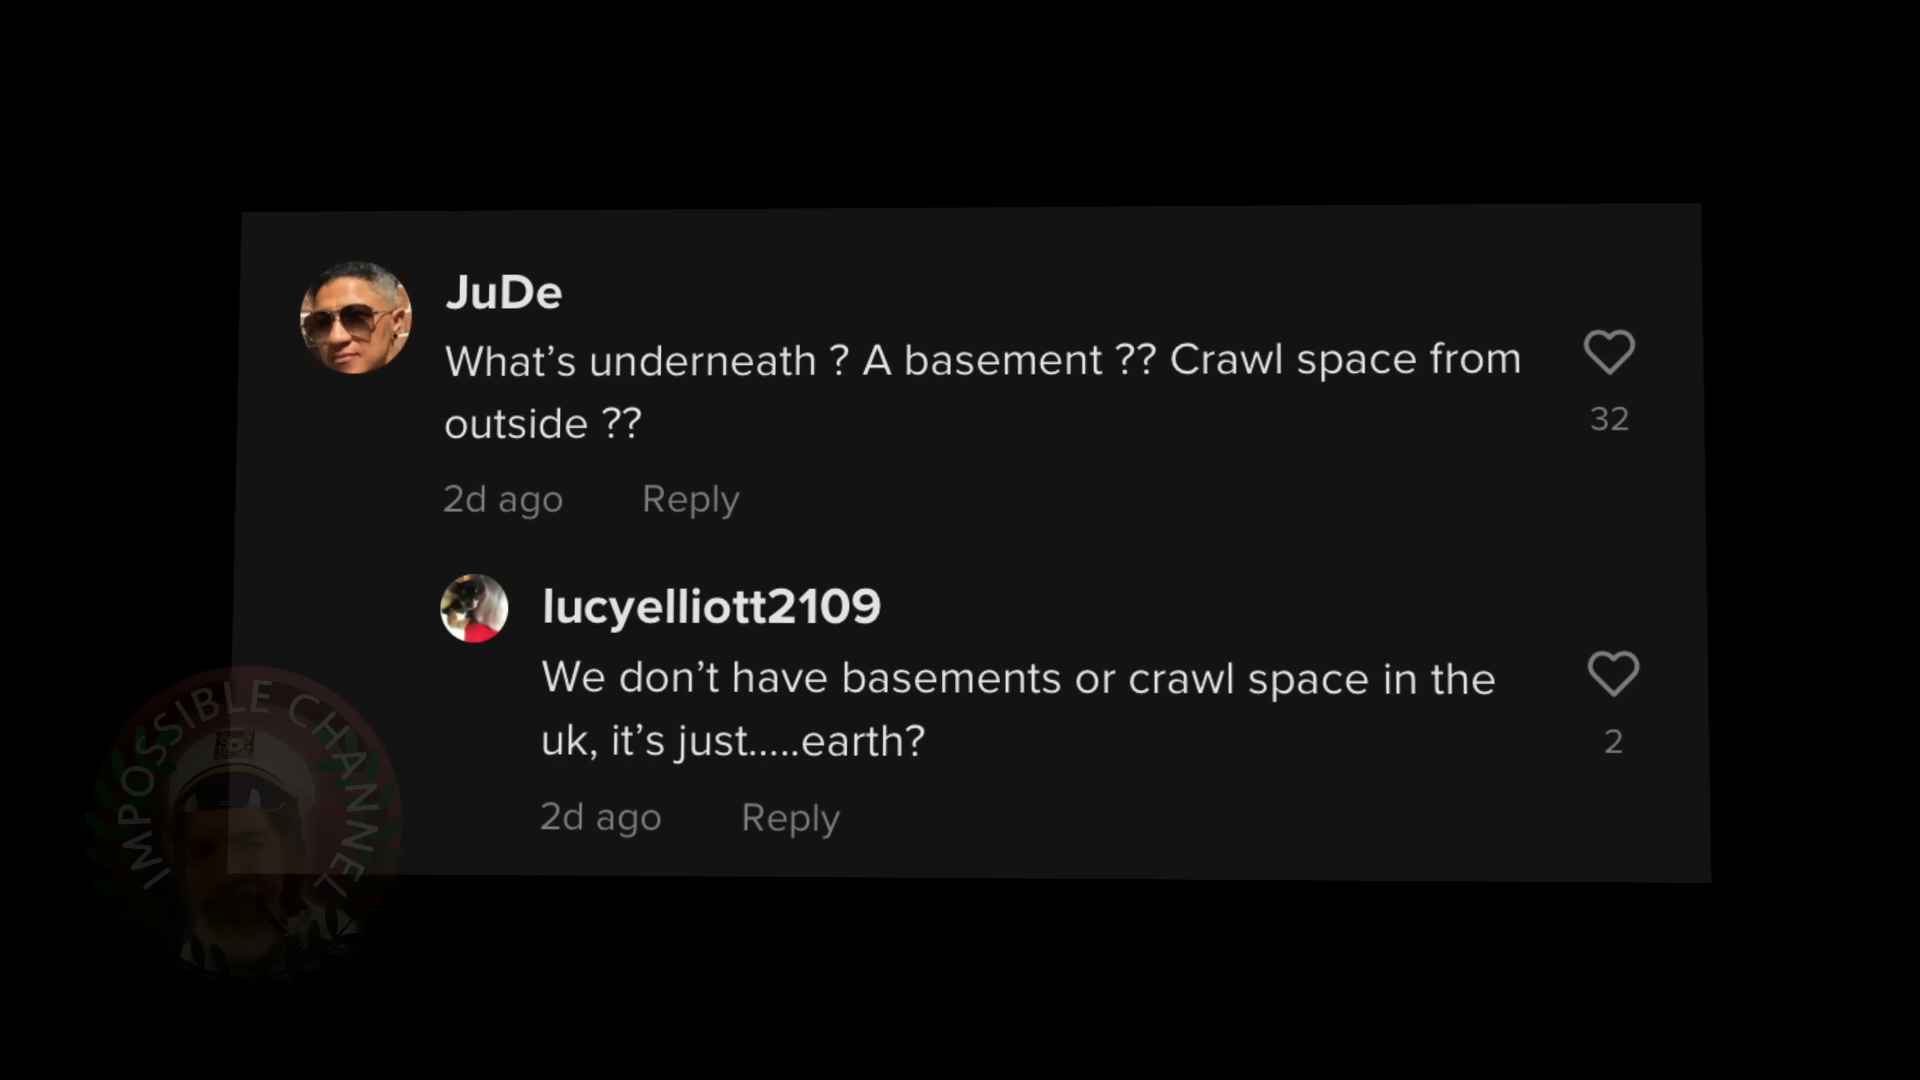 JuDe
What’s underneath ? A basement ?? Crawl space from
outside ??
32
2d ago Reply
lucyelliott2109
We don’t have basements or crawl space in the
uk, it’s just.....earth?
2
2d ago Reply
IMPOSSIBLE CHANNEL